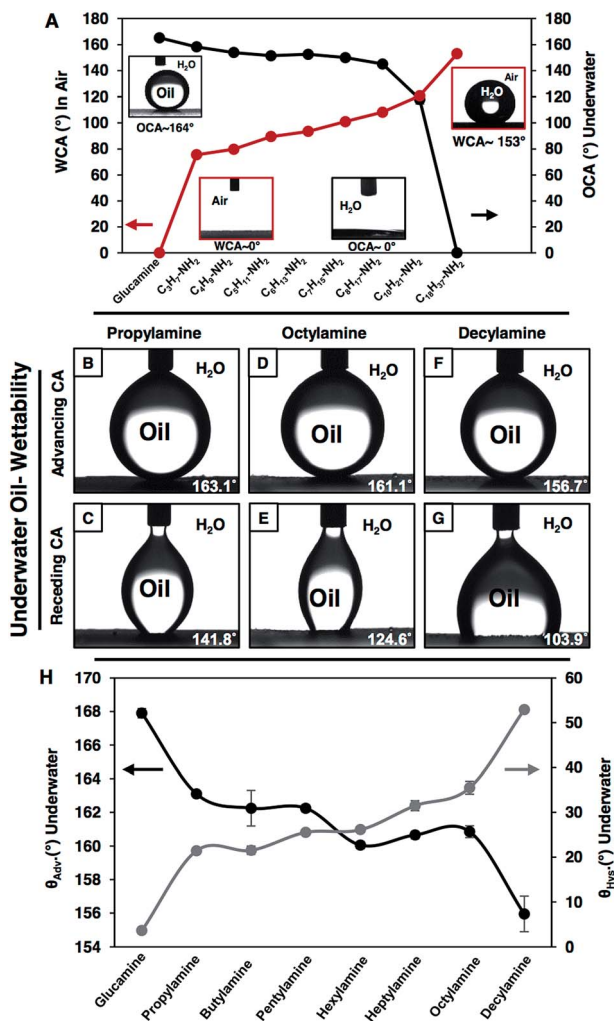 A
WCA (°) In Air
OCA (°) Underwater
180
160
140
120
100
80
60
40
20
0
180
160
140
120
100
80
60
40
20
0
H₂O
Oil
OCA~164°
Air
H₂O
WCA~ 153°
Air
WCA~0°
H₂O
OCA~ 0°
Glucamine
C₃H₇-NH₂
C₄H₉-NH₂
C₅H₁₁-NH₂
C₆H₁₃-NH₂
C₇H₁₅-NH₂
C₈H₁₇-NH₂
C₁₀H₂₁-NH₂
C₁₈H₃₇-NH₂
Underwater Oil- Wettability
Propylamine
Octylamine
Decylamine
Advancing CA
B
H₂O
Oil
163.1°
D
H₂O
Oil
161.1°
F
H₂O
Oil
156.7°
Receding CA
C
H₂O
Oil
141.8°
E
H₂O
Oil
124.6°
G
H₂O
Oil
103.9°
H
θAdv.(°) Underwater
θHys.(°) Underwater
170
168
166
164
162
160
158
156
154
60
50
40
30
20
10
0
Glucamine
Propylamine
Butylamine
Pentylamine
Hexylamine
Heptylamine
Octylamine
Decylamine